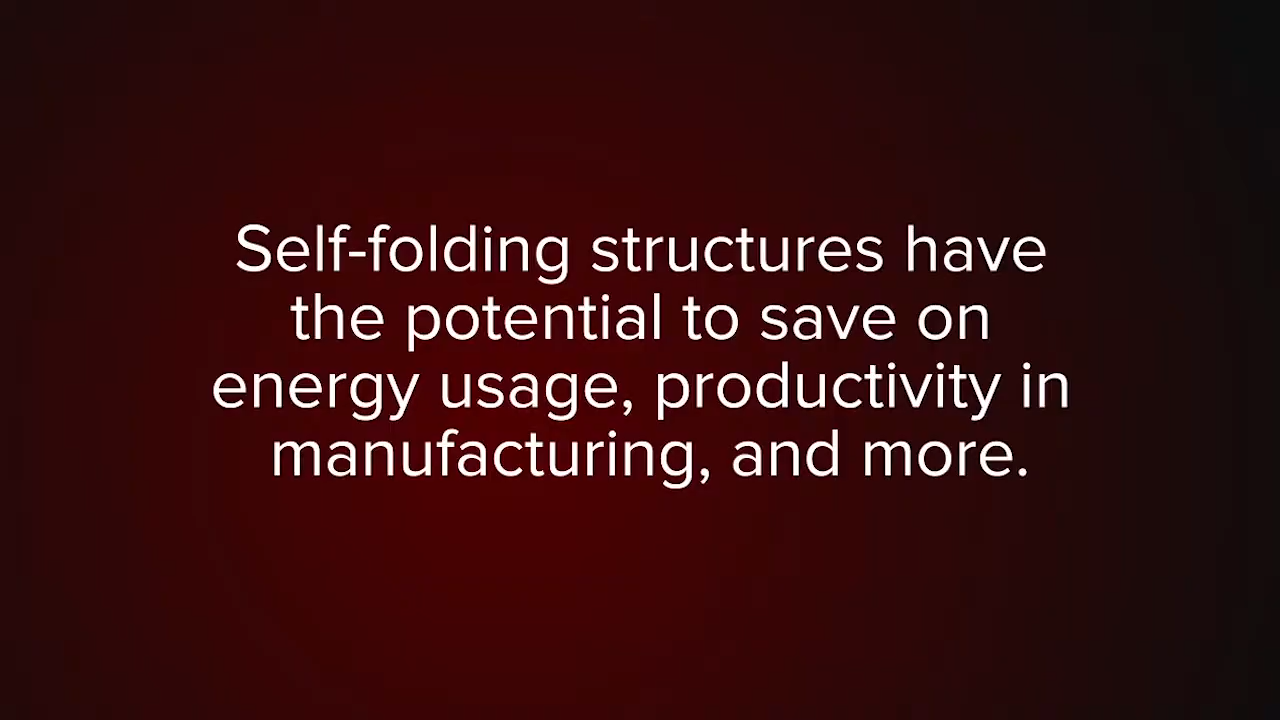 Self-folding structures have
the potential to save on
energy usage, productivity in
manufacturing, and more.